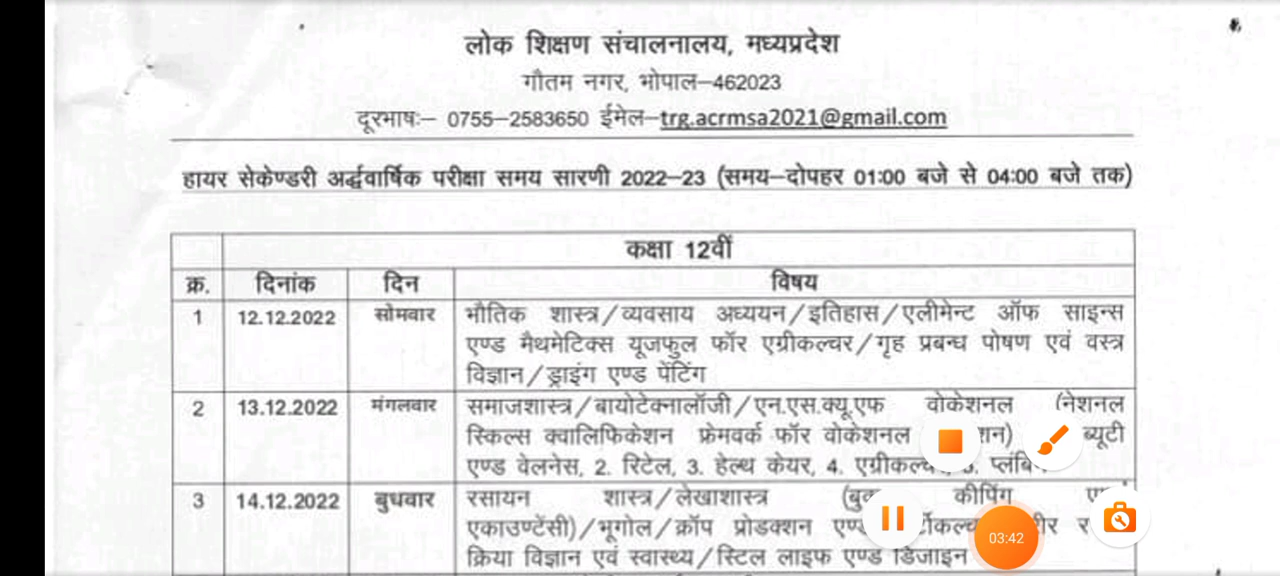 लोक शिक्षण संचालनालय, मध्यप्रदेश
गौतम नगर, भोपाल–462023
दूरभाषः– 0755–2583650 ईमेल–trg.acrmsa2021@gmail.com
हायर सेकेण्डरी अर्द्धवार्षिक परीक्षा समय सारणी 2022–23 (समय–दोपहर 01:00 बजे से 04:00 बजे तक)
कक्षा 12वीं
क्र. दिनांक दिन विषय
1 12.12.2022 सोमवार भौतिक शास्त्र/व्यवसाय अध्ययन/इतिहास/एलीमेन्ट ऑफ साइन्स
एण्ड मैथमेटिक्स यूजफुल फॉर एग्रीकल्चर/गृह प्रबन्ध पोषण एवं वस्त्र
विज्ञान/ड्राइंग एण्ड पेंटिंग
2 13.12.2022 मंगलवार समाजशास्त्र/बायोटेक्नालॉजी/एन.एस.क्यू.एफ वोकेशनल (नेशनल
स्किल्स क्वालिफिकेशन फ्रेमवर्क फॉर वोकेशनल ब्यूटी
एण्ड वेलनेस, 2. रिटेल, 3. हेल्थ केयर, 4.
3 14.12.2022 बुधवार रसायन शास्त्र/लेखाशास्त्र कीपिंग
एकाउण्टेंसी)/भूगोल/क्रॉप प्रोडक्शन
क्रिया विज्ञान एवं स्वास्थ्य/स्टिल लाइफ एण्ड डिजाइन
03:42